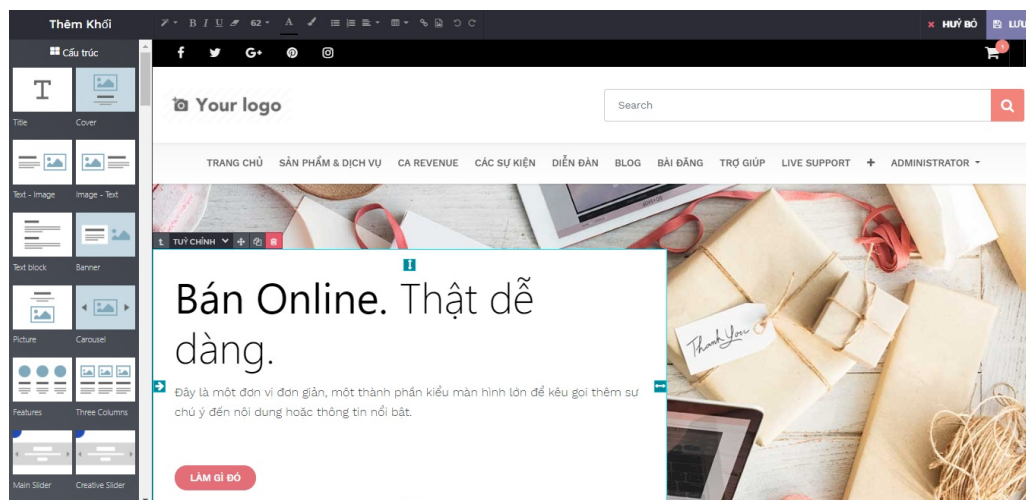 Thêm Khối
B I U 62 A
HUỶ BỎ LƯU
Cấu trúc
Your logo
Search
Title Cover
TRANG CHỦ SẢN PHẨM & DỊCH VỤ CA REVENUE CÁC SỰ KIỆN DIỄN ĐÀN BLOG BÀI ĐĂNG TRỢ GIÚP LIVE SUPPORT + ADMINISTRATOR
Text - Image Image - Text
TUỲ CHỈNH
Text block Banner
Bán Online. Thật dễ
dàng.
Picture Carousel
Thank You
Đây là một đơn vị đơn giản, một thành phần kiểu màn hình lớn để kêu gọi thêm sự
chú ý đến nội dung hoặc thông tin nổi bật.
Features Three Columns
LÀM GÌ ĐÓ
Main Slider Creative Slider